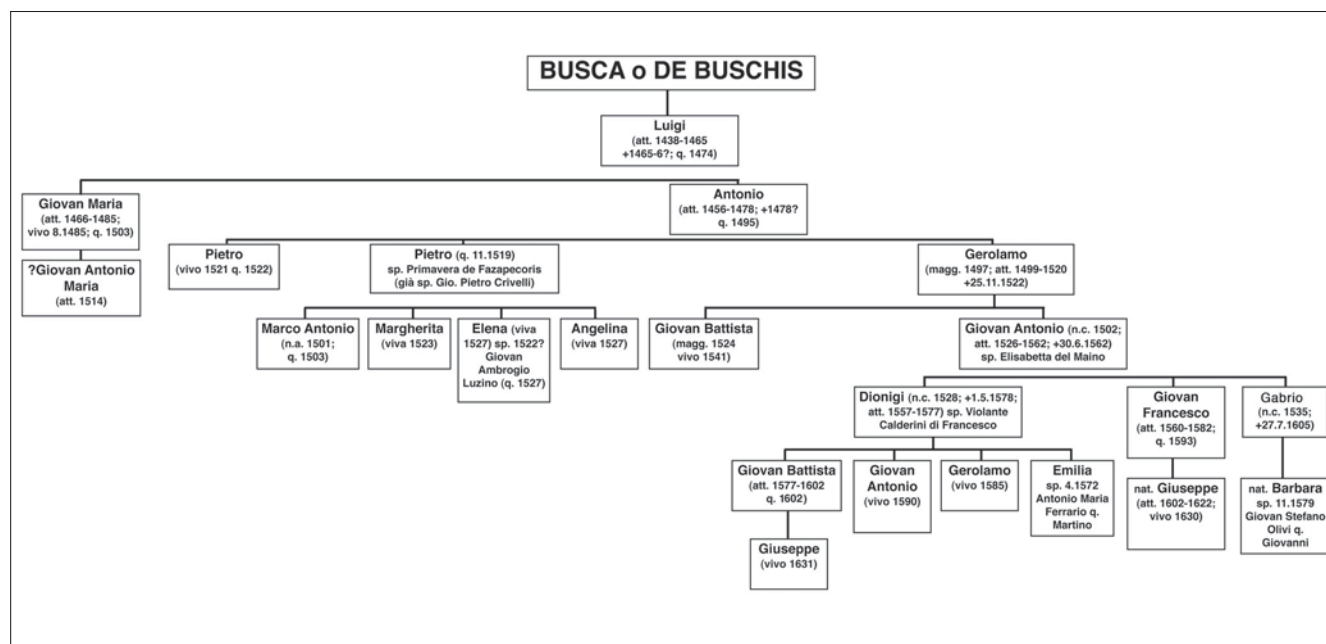 BUSCA o DE BUSCHIS
Luigi
(att. 1438-1465
+1465-6?; q. 1474)
Giovan Maria
(att. 1466-1485;
vivo 8.1485; q. 1503)
Antonio
(att. 1456-1478; +1478?
q. 1495)
?Giovan Antonio
Maria
(att. 1514)
Pietro
(vivo 1521 q. 1522)
Pietro (q. 11.1519)
sp. Primavera de Fazapecoris
(già sp. Gio. Pietro Crivelli)
Gerolamo
(magg. 1497; att. 1499-1520
+25.11.1522)
Marco Antonio
(n.a. 1501;
q. 1503)
Margherita
(viva 1523)
Elena (viva
1527) sp. 1522?
Giovan
Ambrogio
Luzino (q. 1527)
Angelina
(viva 1527)
Giovan Battista
(magg. 1524
vivo 1541)
Giovan Antonio (n.c. 1502;
att. 1526-1562; +30.6.1562)
sp. Elisabetta del Maino
Dionigi (n.c. 1528; +1.5.1578;
att. 1557-1577) sp. Violante
Calderini di Francesco
Giovan
Francesco
(att. 1560-1582;
q. 1593)
Gabrio
(n.c. 1535;
+27.7.1605)
Giovan Battista
(att. 1577-1602
q. 1602)
Giovan
Antonio
(vivo 1590)
Gerolamo
(vivo 1585)
Emilia
sp. 4.1572
Antonio Maria
Ferrario q.
Martino
nat. Giuseppe
(att. 1602-1622;
vivo 1630)
nat. Barbara
sp. 11.1579
Giovan Stefano
Olivi q.
Giovanni
Giuseppe
(vivo 1631)